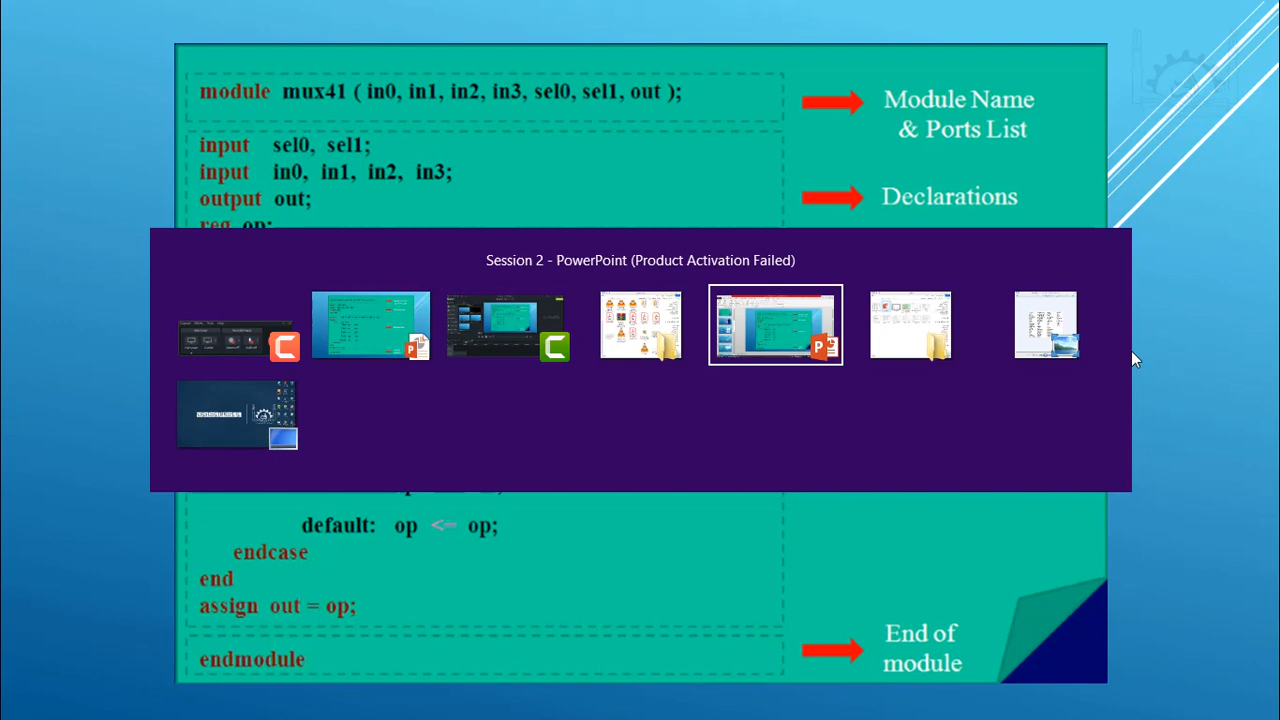 module mux41 ( in0, in1, in2, in3, sel0, sel1, out );
Module Name
& Ports List
input sel0, sel1;
input in0, in1, in2, in3;
output out;
Declarations
reg op;
Session 2 - PowerPoint (Product Activation Failed)
default: op <= op;
endcase
end
assign out = op;
End of
module
endmodule